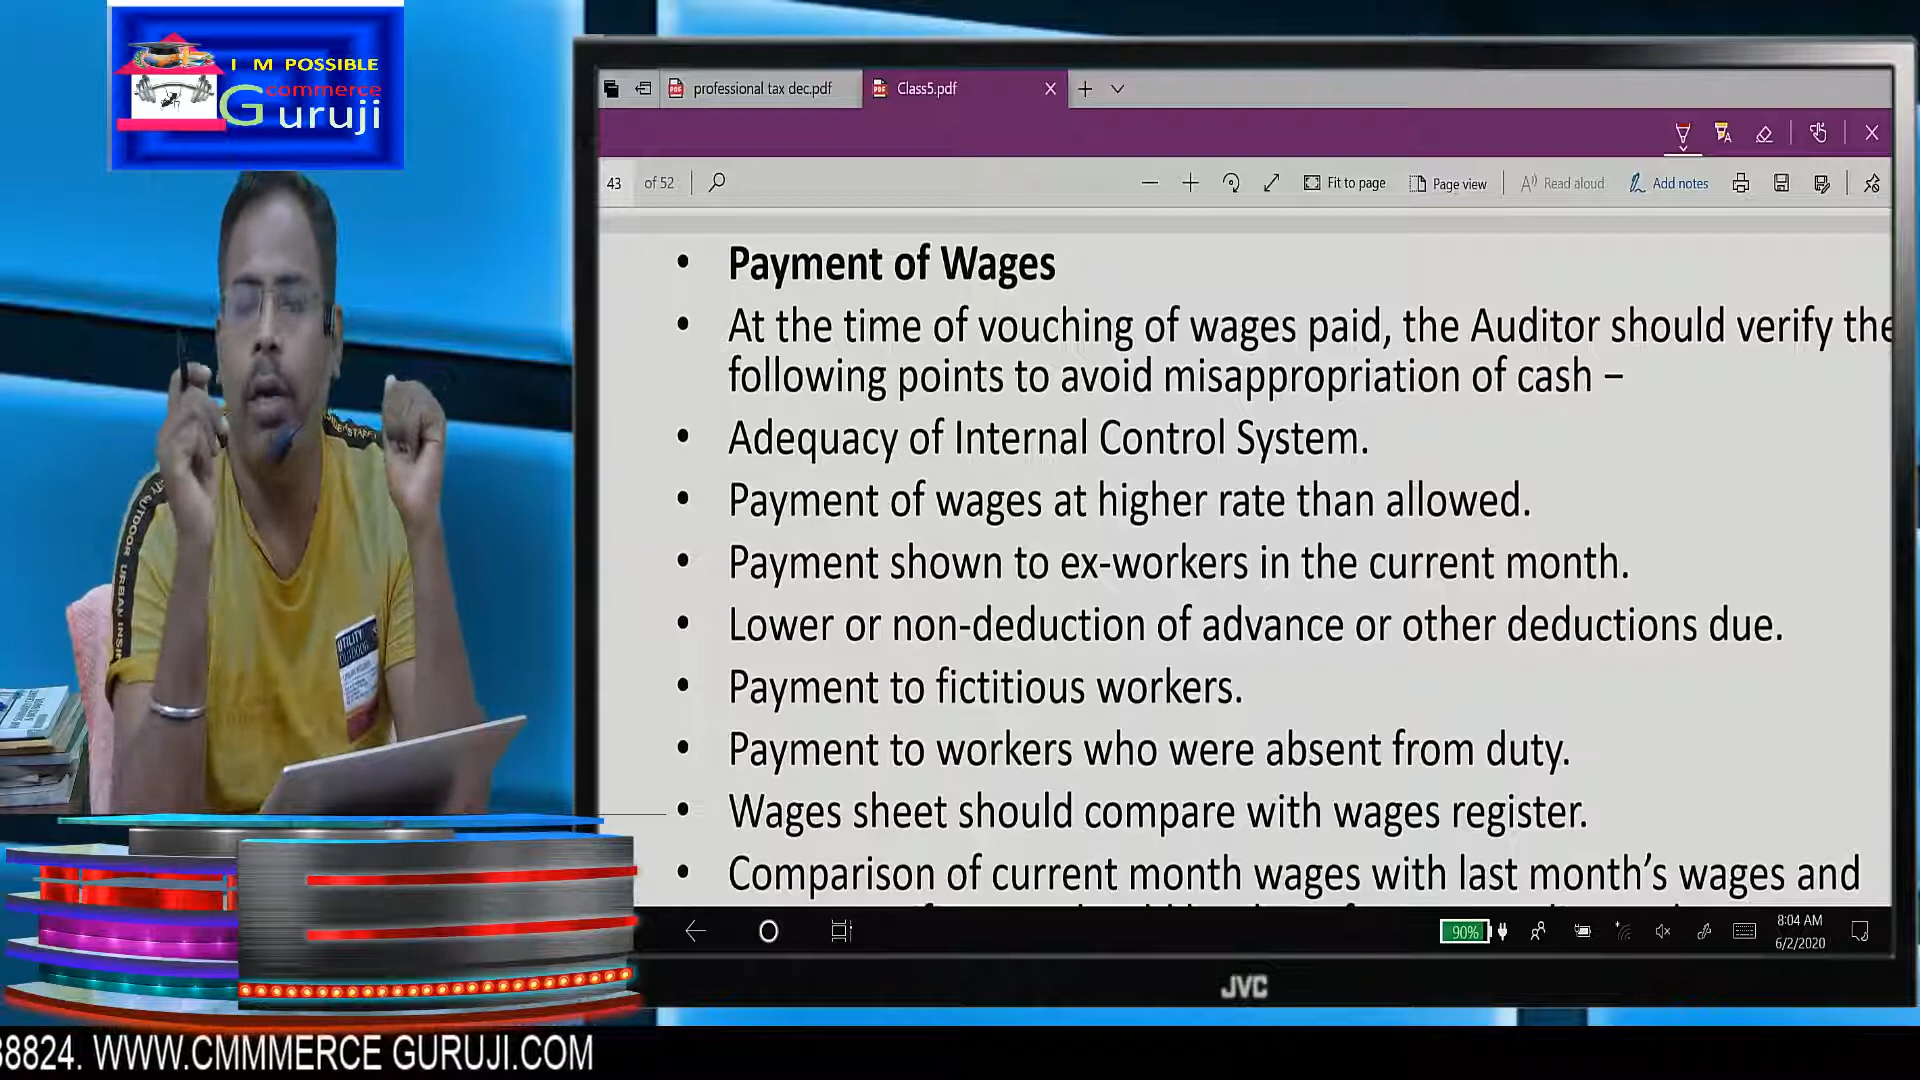 I M POSSIBLE
commerce
Guruji
professional tax dec.pdf
Class5.pdf
43 of 52
Fit to page
Page view
Read aloud
Add notes
• Payment of Wages
• At the time of vouching of wages paid, the Auditor should verify the
following points to avoid misappropriation of cash –
• Adequacy of Internal Control System.
• Payment of wages at higher rate than allowed.
• Payment shown to ex-workers in the current month.
• Lower or non-deduction of advance or other deductions due.
• Payment to fictitious workers.
• Payment to workers who were absent from duty.
• Wages sheet should compare with wages register.
• Comparison of current month wages with last month’s wages and
90%
8:04 AM
6/2/2020
JVC
UTILITY
OUTDOOR
38824. WWW.CMMMERCE GURUJI.COM